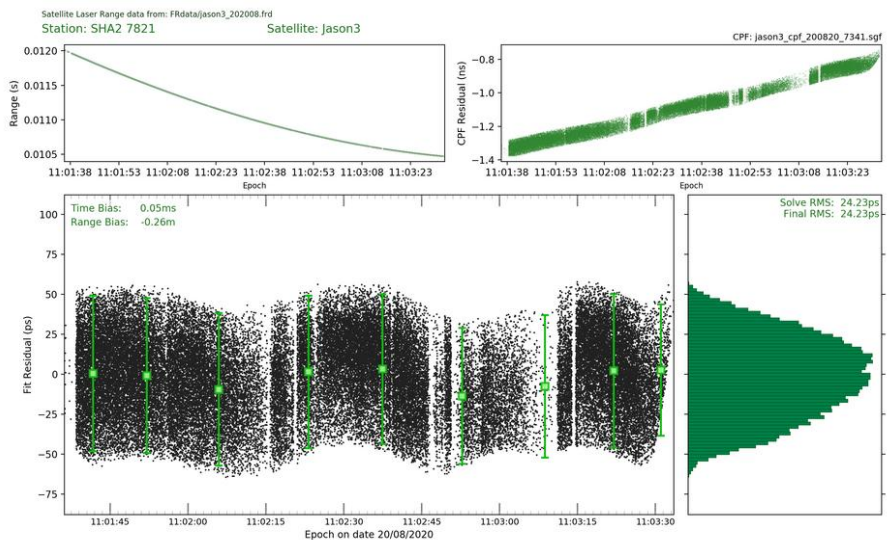 Satellite Laser Range data from: FRdata/jason3_202008.frd
Station: SHA2 7821 Satellite: Jason3
CPF: jason3_cpf_200820_7341.sgf
Range (s)
0.0120
0.0115
0.0110
0.0105
11:01:38 11:01:53 11:02:08 11:02:23 11:02:38 11:02:53 11:03:08 11:03:23
Epoch
CPF Residual (ns)
−0.8
−1.0
−1.2
−1.4
11:01:38 11:01:53 11:02:08 11:02:23 11:02:38 11:02:53 11:03:08 11:03:23
Epoch
Time Bias: 0.05ms
Range Bias: -0.26m
Fit Residual (ps)
100
75
50
25
0
−25
−50
−75
11:01:45 11:02:00 11:02:15 11:02:30 11:02:45 11:03:00 11:03:15 11:03:30
Epoch on date 20/08/2020
Solve RMS: 24.23ps
Final RMS: 24.23ps